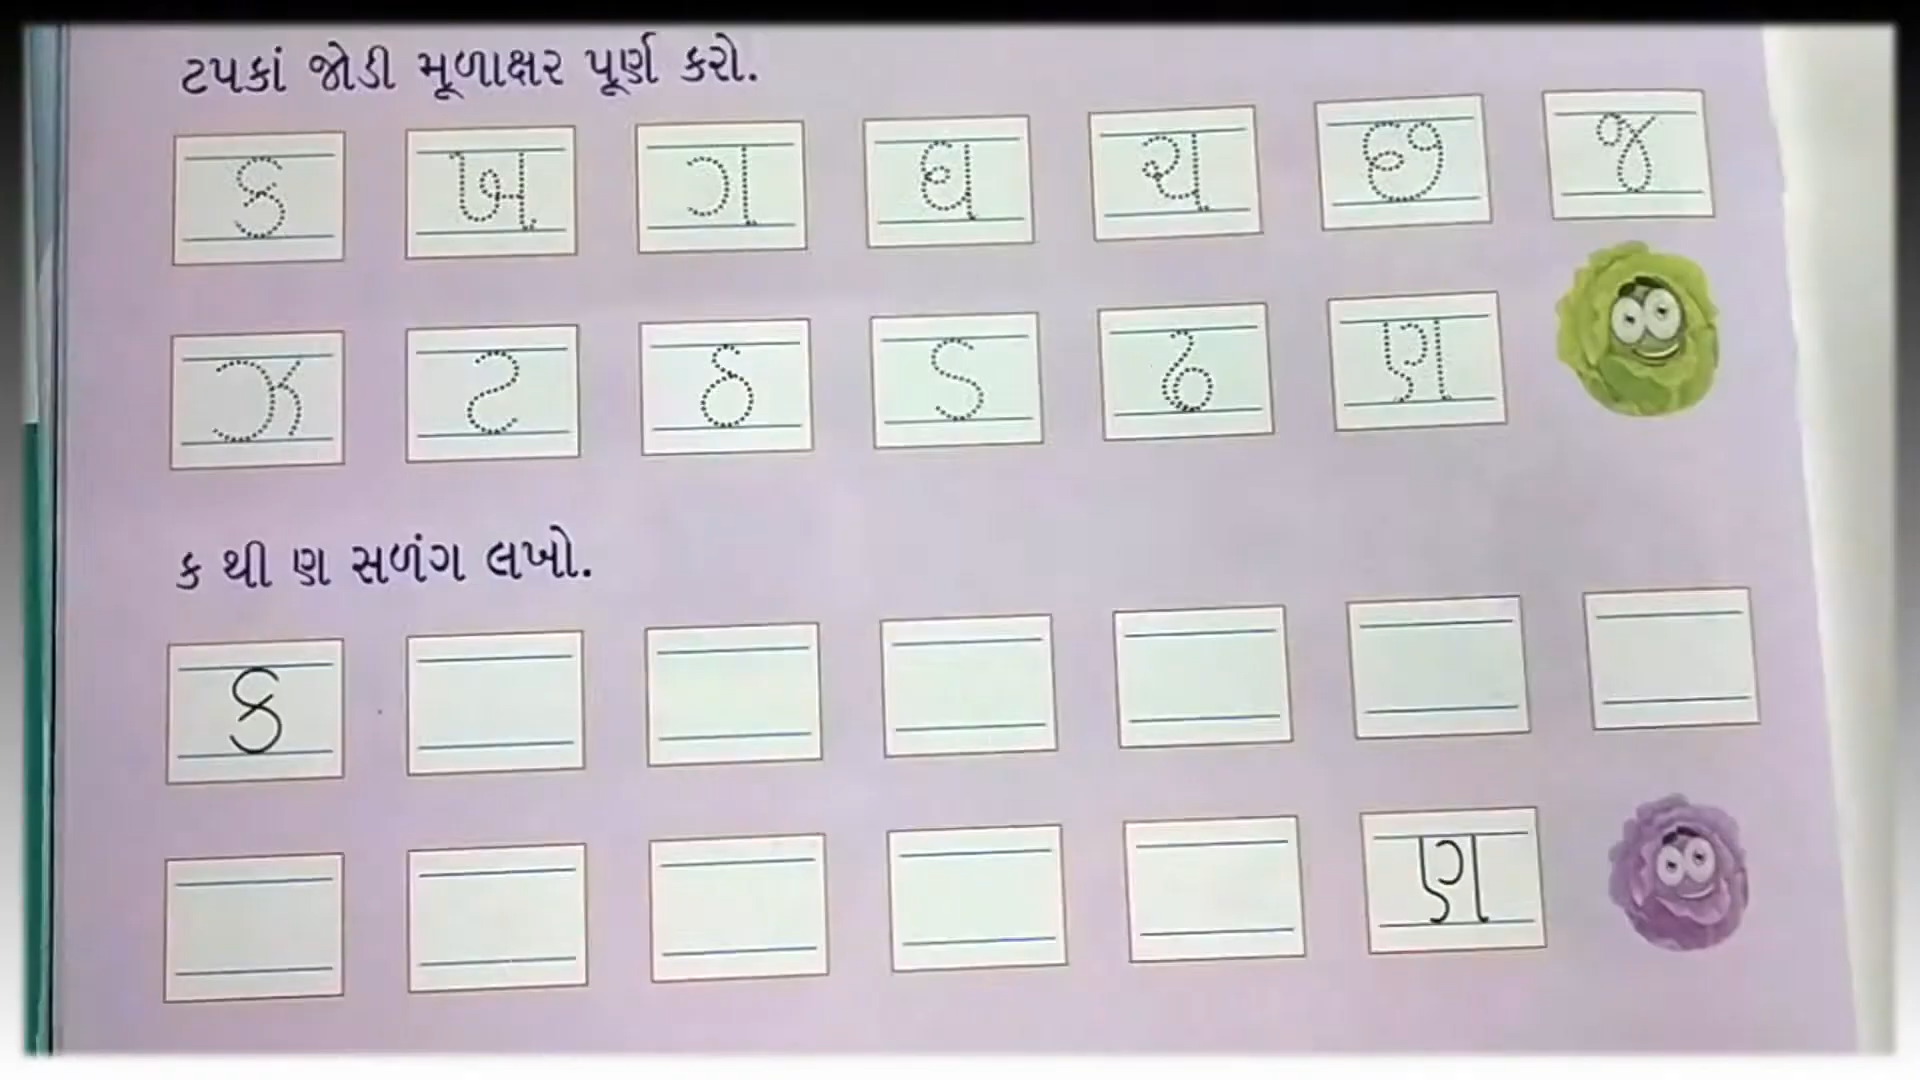 ટપકાં જોડી મૂળાક્ષર પૂર્ણ કરો.
ક ખ ગ ઘ ચ છ જ
ઝ ટ ઠ ડ ઢ ણ
ક થી ણ સળંગ લખો.
ક
ણ